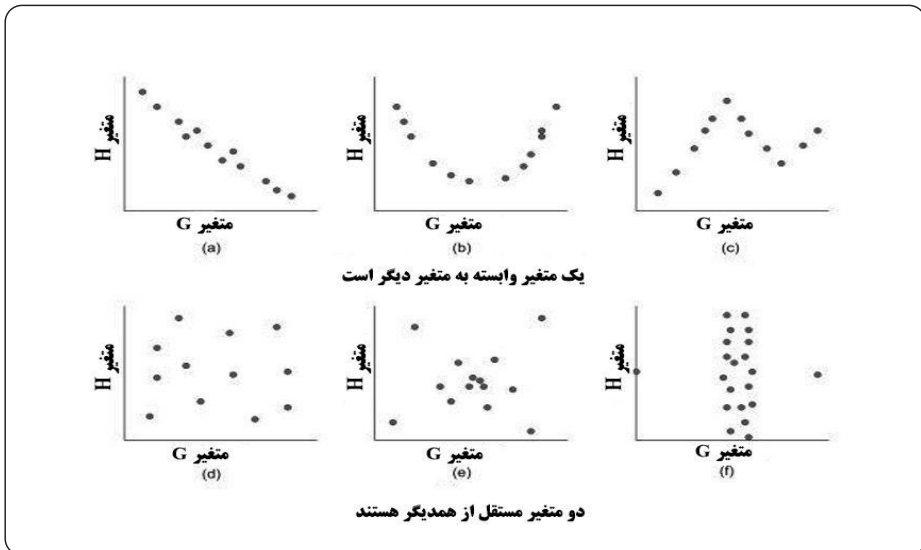 متغیر H
متغیر H
متغیر H
متغیر G
متغیر G
متغیر G
(a)
(b)
(c)
یک متغیر وابسته به متغیر دیگر است
متغیر H
متغیر H
متغیر H
متغیر G
متغیر G
متغیر G
(d)
(e)
(f)
دو متغیر مستقل از همدیگر هستند